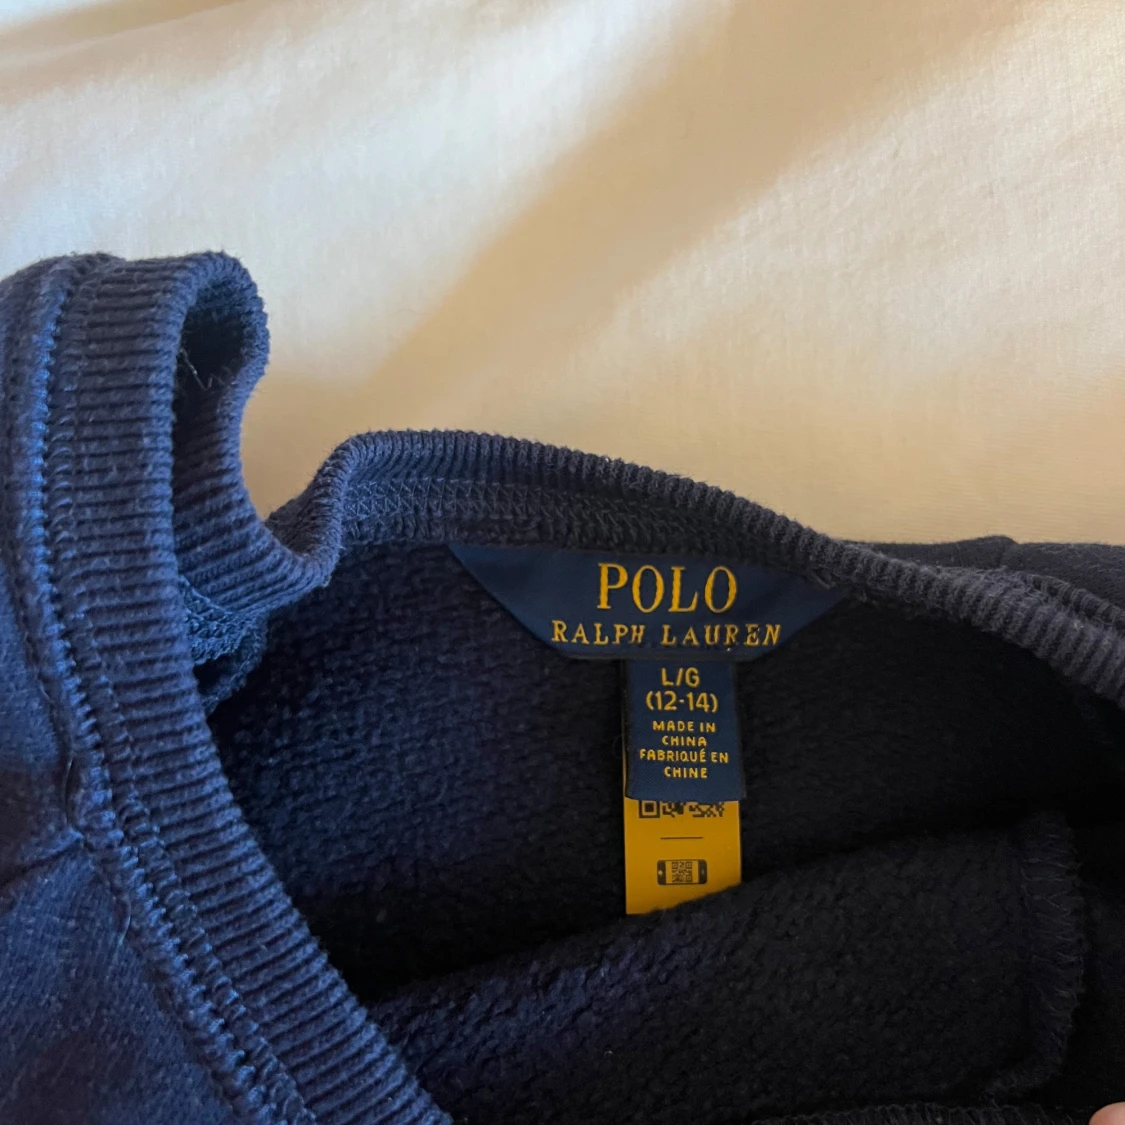 POLO
RALPH LAUREN
L/G
(12-14)
MADE IN
CHINA
FABRIQUÉ EN
CHINE